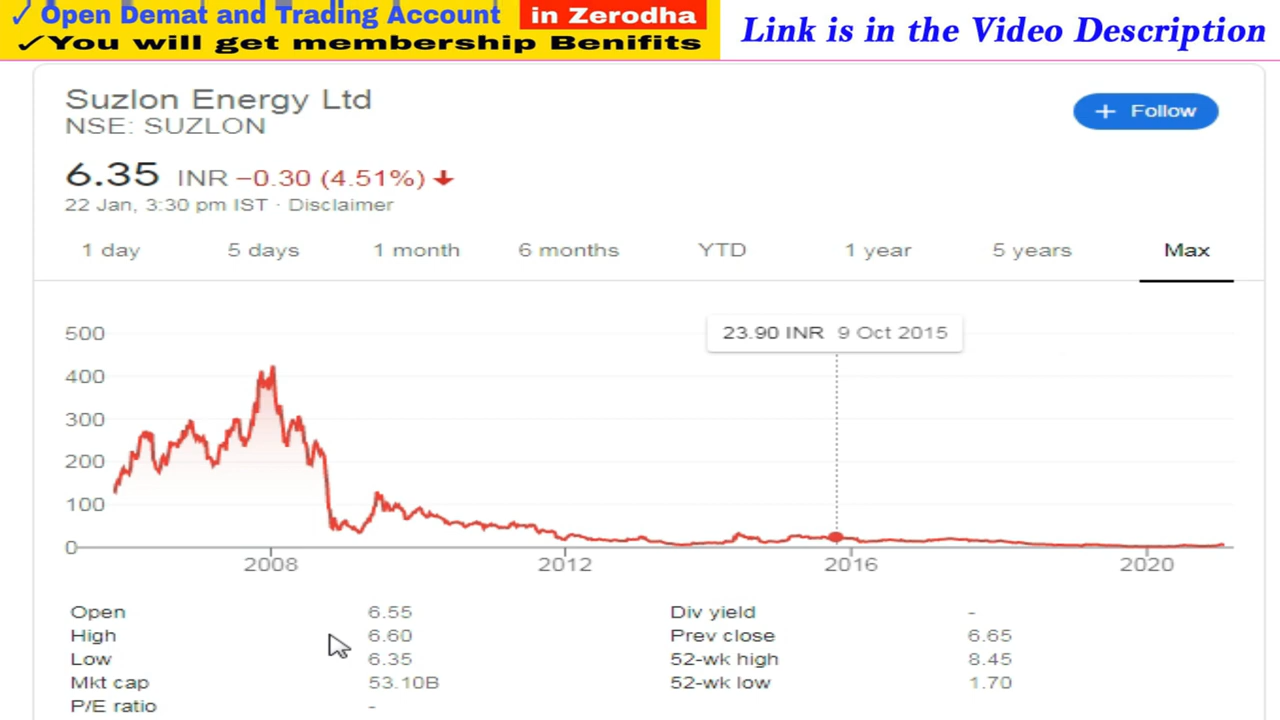 ✓ Open Demat and Trading Account in Zerodha
✓You will get membership Benifits
Link is in the Video Description
Suzlon Energy Ltd
NSE: SUZLON
+ Follow
6.35 INR −0.30 (4.51%) ↓
22 Jan, 3:30 pm IST · Disclaimer
1 day 5 days 1 month 6 months YTD 1 year 5 years Max
23.90 INR 9 Oct 2015
500
400
300
200
100
0
2008 2012 2016 2020
Open 6.55 Div yield -
High 6.60 Prev close 6.65
Low 6.35 52-wk high 8.45
Mkt cap 53.10B 52-wk low 1.70
P/E ratio -